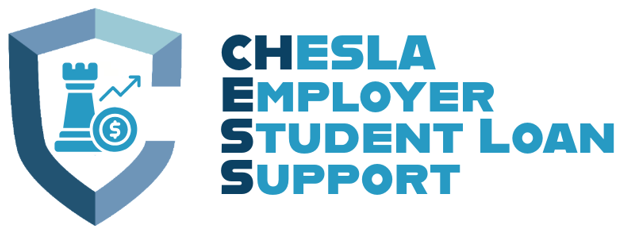 CHESLA
EMPLOYER
STUDENT LOAN
SUPPORT
$